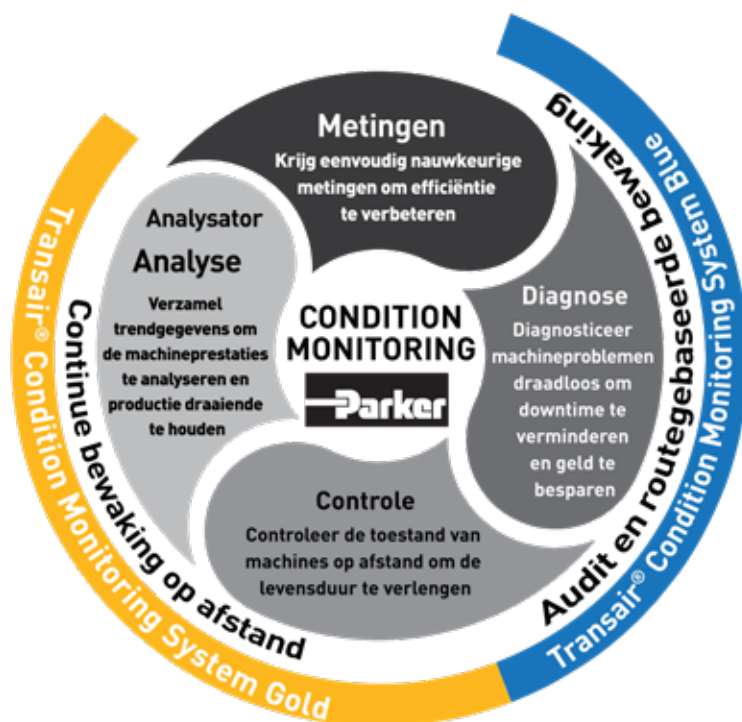 Metingen
Krijg eenvoudig nauwkeurige
metingen om efficiëntie
te verbeteren
Diagnose
Diagnosticeer
machineproblemen
draadloos om
downtime te
verminderen
en geld te
besparen
Controle
Controleer de toestand van
machines op afstand om de
levensduur te verlengen
Analysator
Analyse
Verzamel
trendgegevens om
de machineprestaties
te analyseren en
productie draaiende
te houden
CONDITION
MONITORING
Parker
Audit en routegebaseerde bewaking
Transair® Condition Monitoring System Blue
Continue bewaking op afstand
Transair® Condition Monitoring System Gold